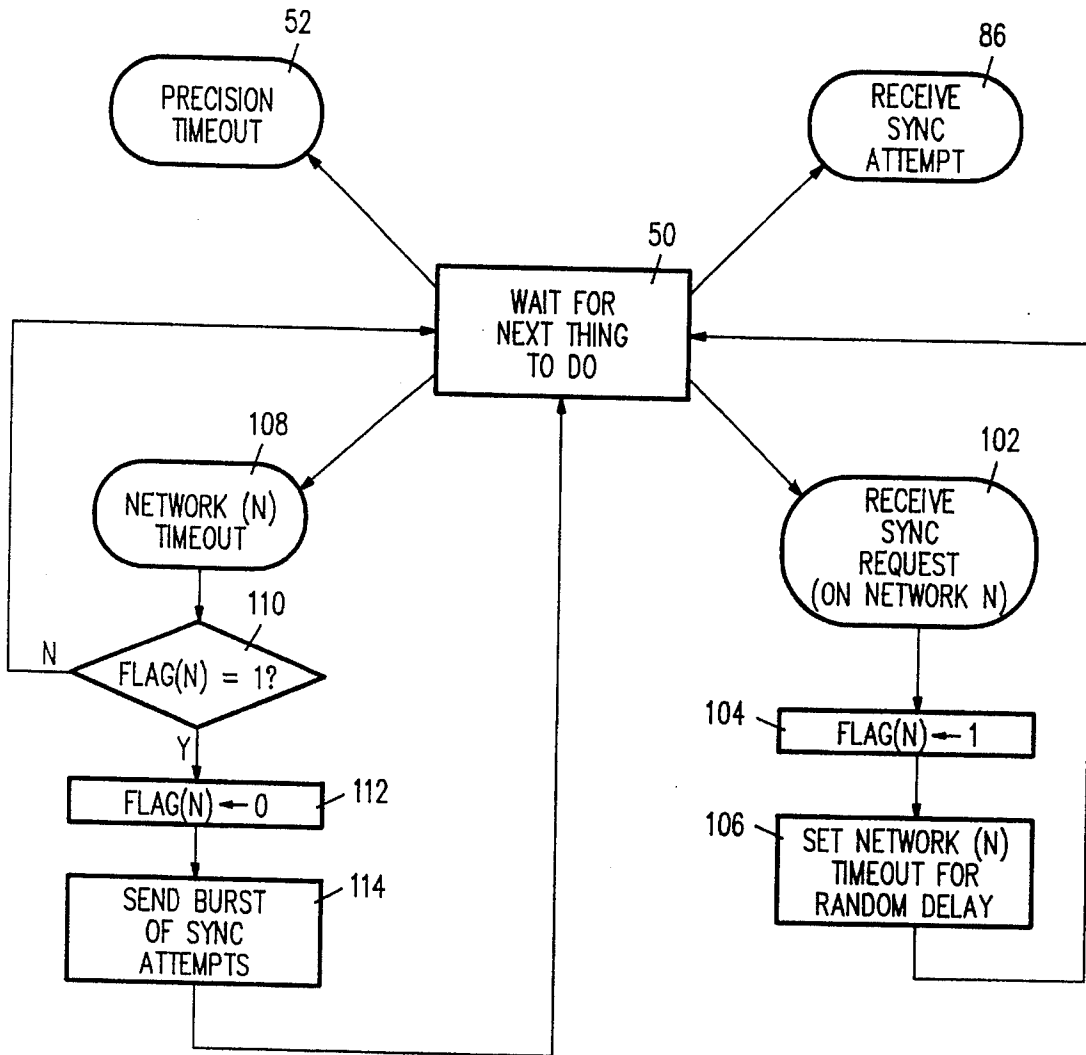 52
PRECISION
TIMEOUT
86
RECEIVE
SYNC
ATTEMPT
50
WAIT FOR
NEXT THING
TO DO
108
NETWORK (N)
TIMEOUT
102
RECEIVE
SYNC
REQUEST
(ON NETWORK N)
110
N
FLAG(N) = 1?
Y
104
FLAG(N) ← 1
112
FLAG(N) ← 0
106
SET NETWORK (N)
TIMEOUT FOR
RANDOM DELAY
114
SEND BURST
OF SYNC
ATTEMPTS